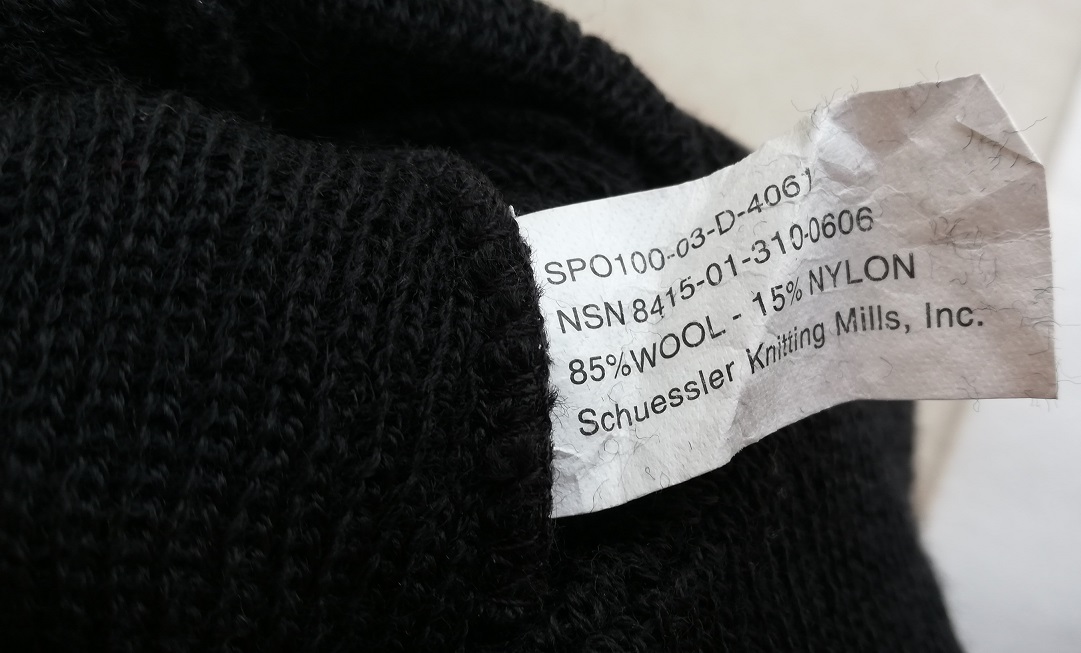 SPO100-03-D-4061
NSN 8415-01-310-0606
85%WOOL - 15% NYLON
Schuessler Knitting Mills, Inc.